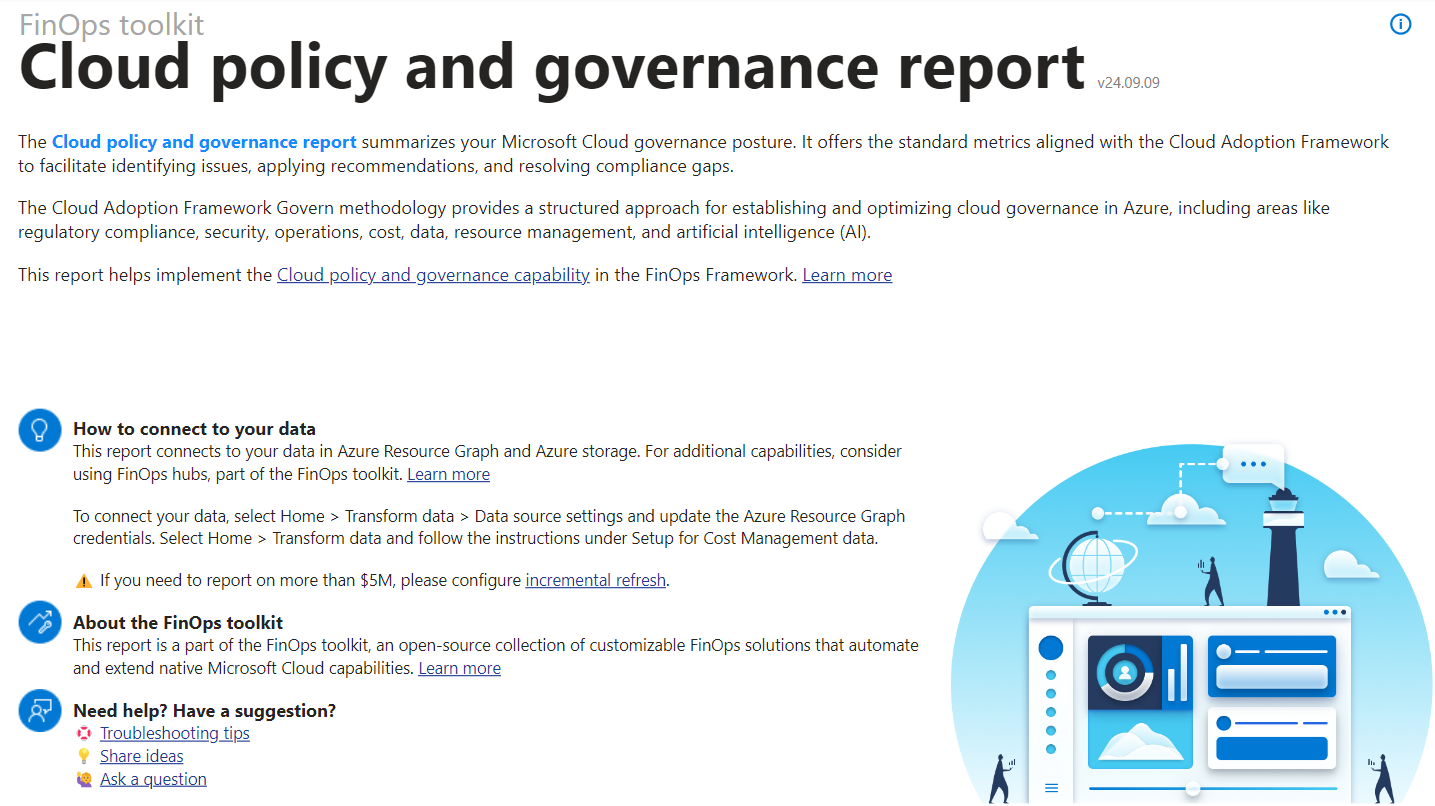 FinOps toolkit
Cloud policy and governance report v24.09.09
The Cloud policy and governance report summarizes your Microsoft Cloud governance posture. It offers the standard metrics aligned with the Cloud Adoption Framework
to facilitate identifying issues, applying recommendations, and resolving compliance gaps.
The Cloud Adoption Framework Govern methodology provides a structured approach for establishing and optimizing cloud governance in Azure, including areas like
regulatory compliance, security, operations, cost, data, resource management, and artificial intelligence (AI).
This report helps implement the Cloud policy and governance capability in the FinOps Framework. Learn more
How to connect to your data
This report connects to your data in Azure Resource Graph and Azure storage. For additional capabilities, consider
using FinOps hubs, part of the FinOps toolkit. Learn more
To connect your data, select Home > Transform data > Data source settings and update the Azure Resource Graph
credentials. Select Home > Transform data and follow the instructions under Setup for Cost Management data.
⚠️ If you need to report on more than $5M, please configure incremental refresh.
About the FinOps toolkit
This report is a part of the FinOps toolkit, an open-source collection of customizable FinOps solutions that automate
and extend native Microsoft Cloud capabilities. Learn more
Need help? Have a suggestion?
Troubleshooting tips
Share ideas
Ask a question